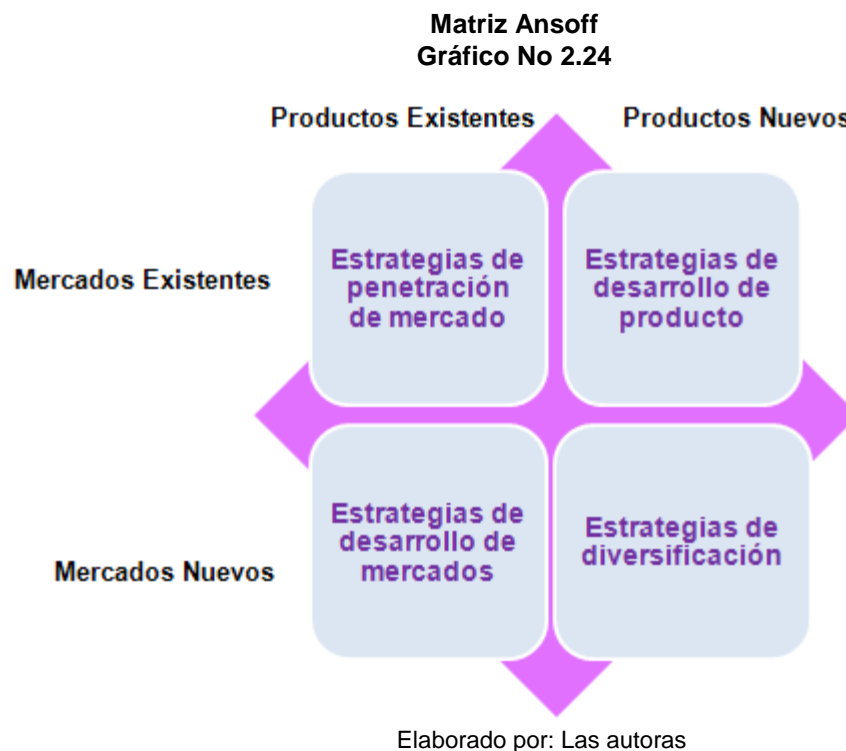 Matriz Ansoff
Gráfico No 2.24
Productos Existentes
Productos Nuevos
Mercados Existentes
Estrategias de
penetración
de mercado
Estrategias de
desarrollo de
producto
Mercados Nuevos
Estrategias de
desarrollo de
mercados
Estrategias de
diversificación
Elaborado por: Las autoras